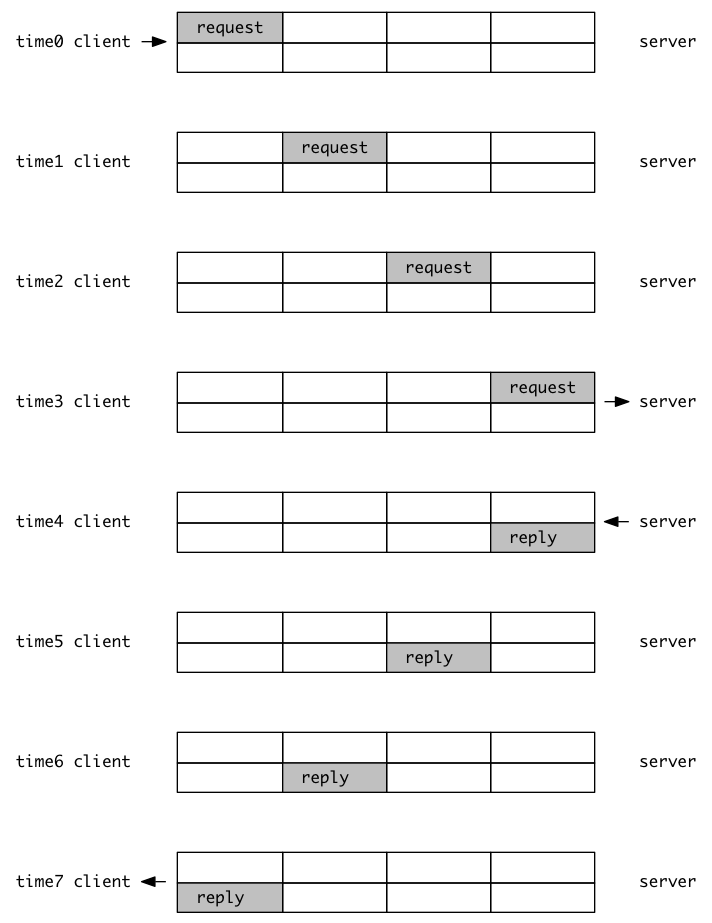 request
time0 client server
request
time1 client server
request
time2 client server
request
time3 client server
time4 client server
reply
time5 client server
reply
time6 client server
reply
time7 client server
reply